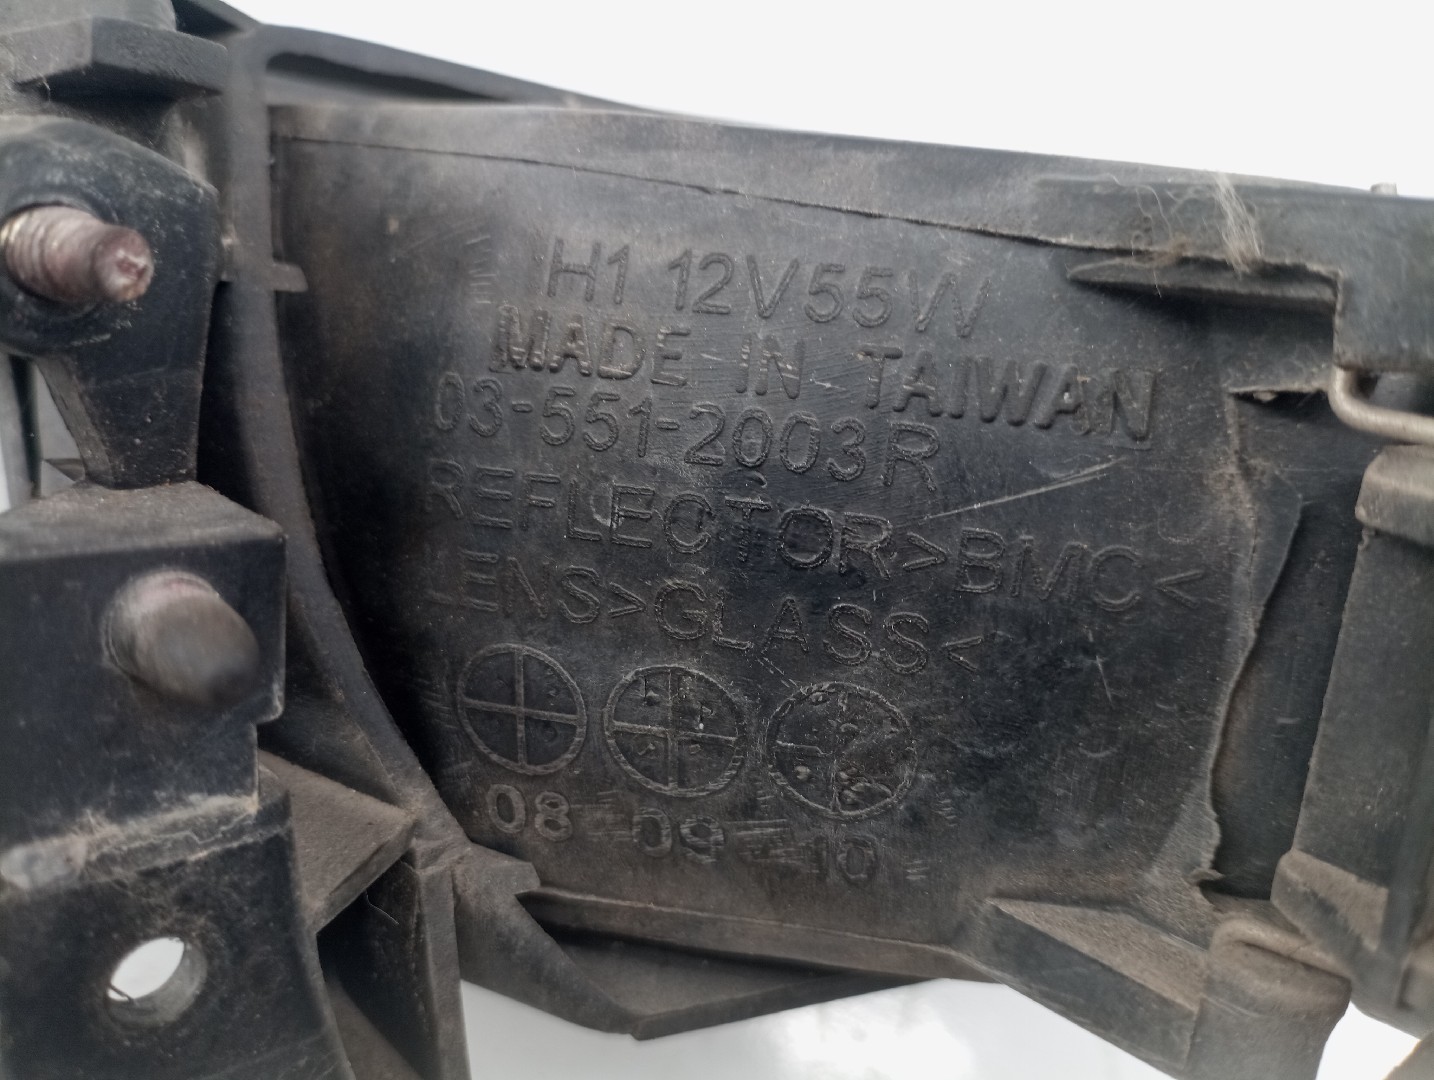 H1 12V55W
MADE IN TAIWAN
03-551-2003R
REFLECTOR>BMC<
LENS>GLASS<
08 09 10